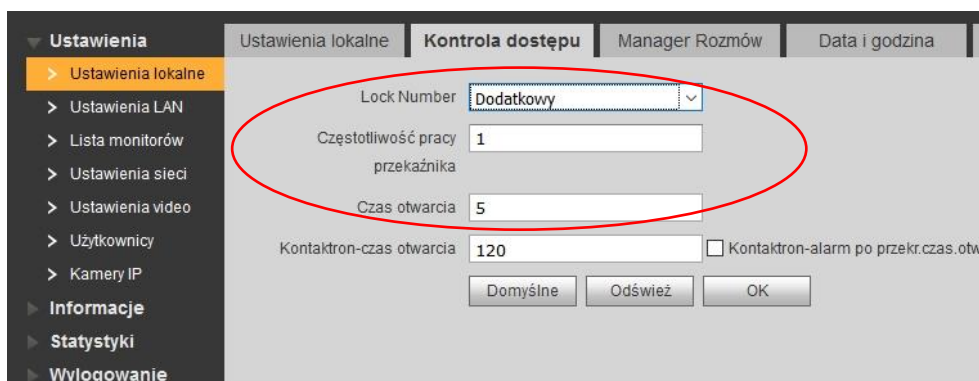 Ustawienia
Ustawienia lokalne
Ustawienia LAN
Lista monitorów
Ustawienia sieci
Ustawienia video
Użytkownicy
Kamery IP
Informacje
Statystyki
Wylogowanie
Ustawienia lokalne Kontrola dostępu Manager Rozmów Data i godzina
Lock Number Dodatkowy
Częstotliwość pracy 1
przekaźnika
Czas otwarcia 5
Kontaktron-czas otwarcia 120 Kontaktron-alarm po przekr.czas.otw
Domyślne Odśwież OK